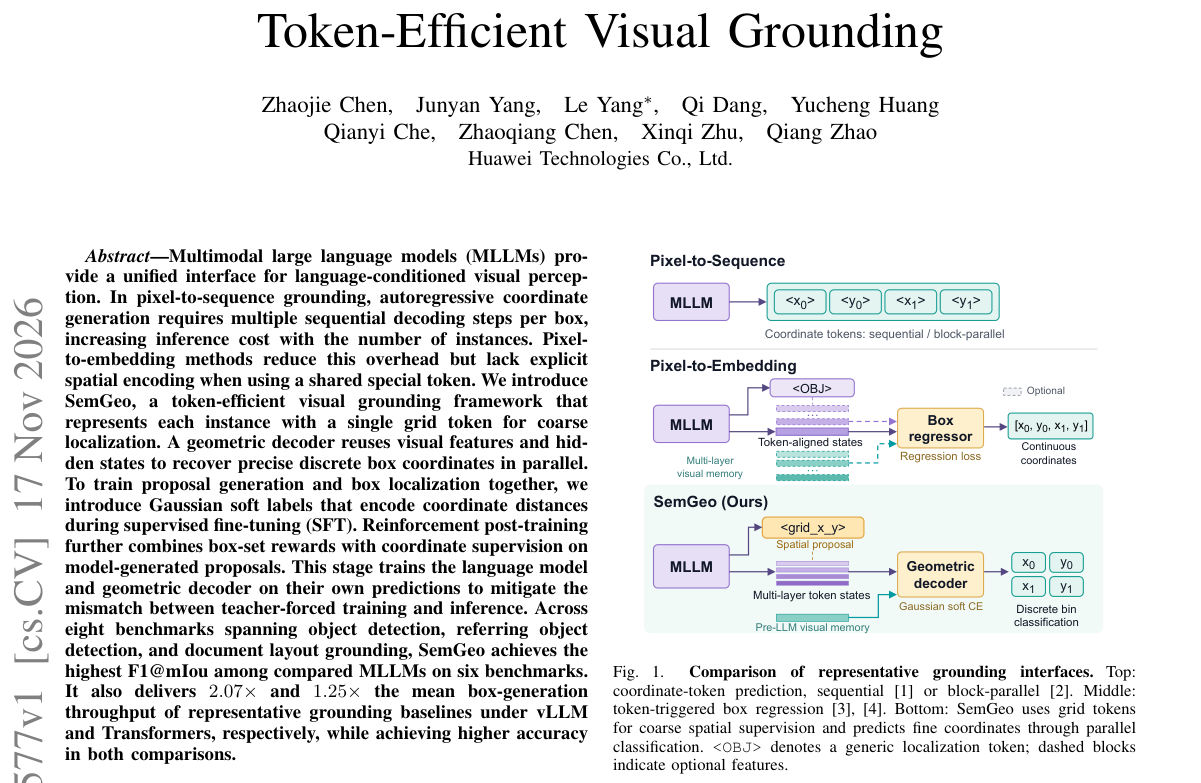 Token-Efficient Visual Grounding
Zhaojie Chen, Junyan Yang, Le Yang*, Qi Dang, Yucheng Huang
Qianyi Che, Zhaoqiang Chen, Xinqi Zhu, Qiang Zhao
Huawei Technologies Co., Ltd.
577v1 [cs.CV] 17 Nov 2026
Abstract—Multimodal large language models (MLLMs) pro-
vide a unified interface for language-conditioned visual percep-
tion. In pixel-to-sequence grounding, autoregressive coordinate
generation requires multiple sequential decoding steps per box,
increasing inference cost with the number of instances. Pixel-
to-embedding methods reduce this overhead but lack explicit
spatial encoding when using a shared special token. We introduce
SemGeo, a token-efficient visual grounding framework that
represents each instance with a single grid token for coarse
localization. A geometric decoder reuses visual features and hid-
den states to recover precise discrete box coordinates in parallel.
To train proposal generation and box localization together, we
introduce Gaussian soft labels that encode coordinate distances
during supervised fine-tuning (SFT). Reinforcement post-training
further combines box-set rewards with coordinate supervision on
model-generated proposals. This stage trains the language model
and geometric decoder on their own predictions to mitigate the
mismatch between teacher-forced training and inference. Across
eight benchmarks spanning object detection, referring object
detection, and document layout grounding, SemGeo achieves the
highest F1@mIou among compared MLLMs on six benchmarks.
It also delivers 2.07× and 1.25× the mean box-generation
throughput of representative grounding baselines under vLLM
and Transformers, respectively, while achieving higher accuracy
in both comparisons.
Pixel-to-Sequence
MLLM
<x0> <y0> <x1> <y1>
Coordinate tokens: sequential / block-parallel
Pixel-to-Embedding
<OBJ>
Optional
...
MLLM
Token-aligned states
Box
regressor
[x0, y0, x1, y1]
Regression loss
Continuous
coordinates
Multi-layer
visual memory
...
SemGeo (Ours)
<grid_x_y>
Spatial proposal
MLLM
Multi-layer token states
Geometric
decoder
x0 y0
x1 y1
Gaussian soft CE
Discrete bin
classification
Pre-LLM visual memory
Fig. 1. Comparison of representative grounding interfaces. Top:
coordinate-token prediction, sequential [1] or block-parallel [2]. Middle:
token-triggered box regression [3], [4]. Bottom: SemGeo uses grid tokens
for coarse spatial supervision and predicts fine coordinates through parallel
classification. <OBJ> denotes a generic localization token; dashed blocks
indicate optional features.